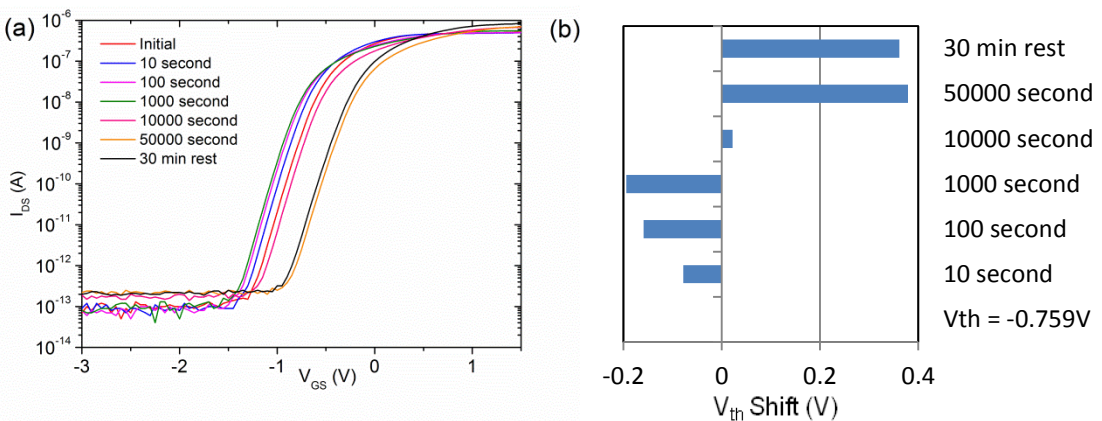 (a)
10^-6
10^-7
10^-8
10^-9
10^-10
10^-11
10^-12
10^-13
10^-14
I_DS (A)
Initial
10 second
100 second
1000 second
10000 second
50000 second
30 min rest
-3
-2
-1
0
1
V_GS (V)
(b)
30 min rest
50000 second
10000 second
1000 second
100 second
10 second
Vth = -0.759V
-0.2
0
0.2
0.4
V_th Shift (V)